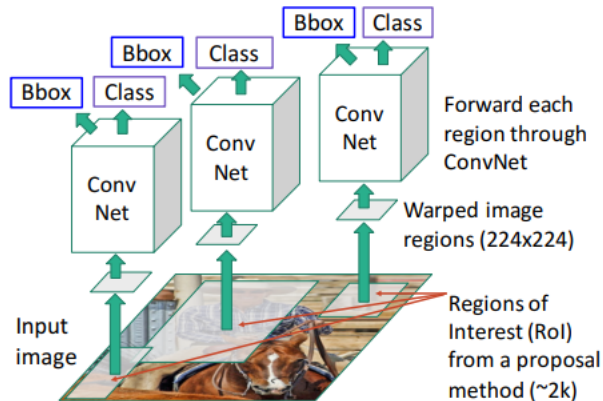 Bbox
Class
Bbox
Class
Bbox
Class
Conv
Net
Conv
Net
Conv
Net
Forward each
region through
ConvNet
Warped image
regions (224x224)
Input
image
Regions of
Interest (RoI)
from a proposal
method (~2k)